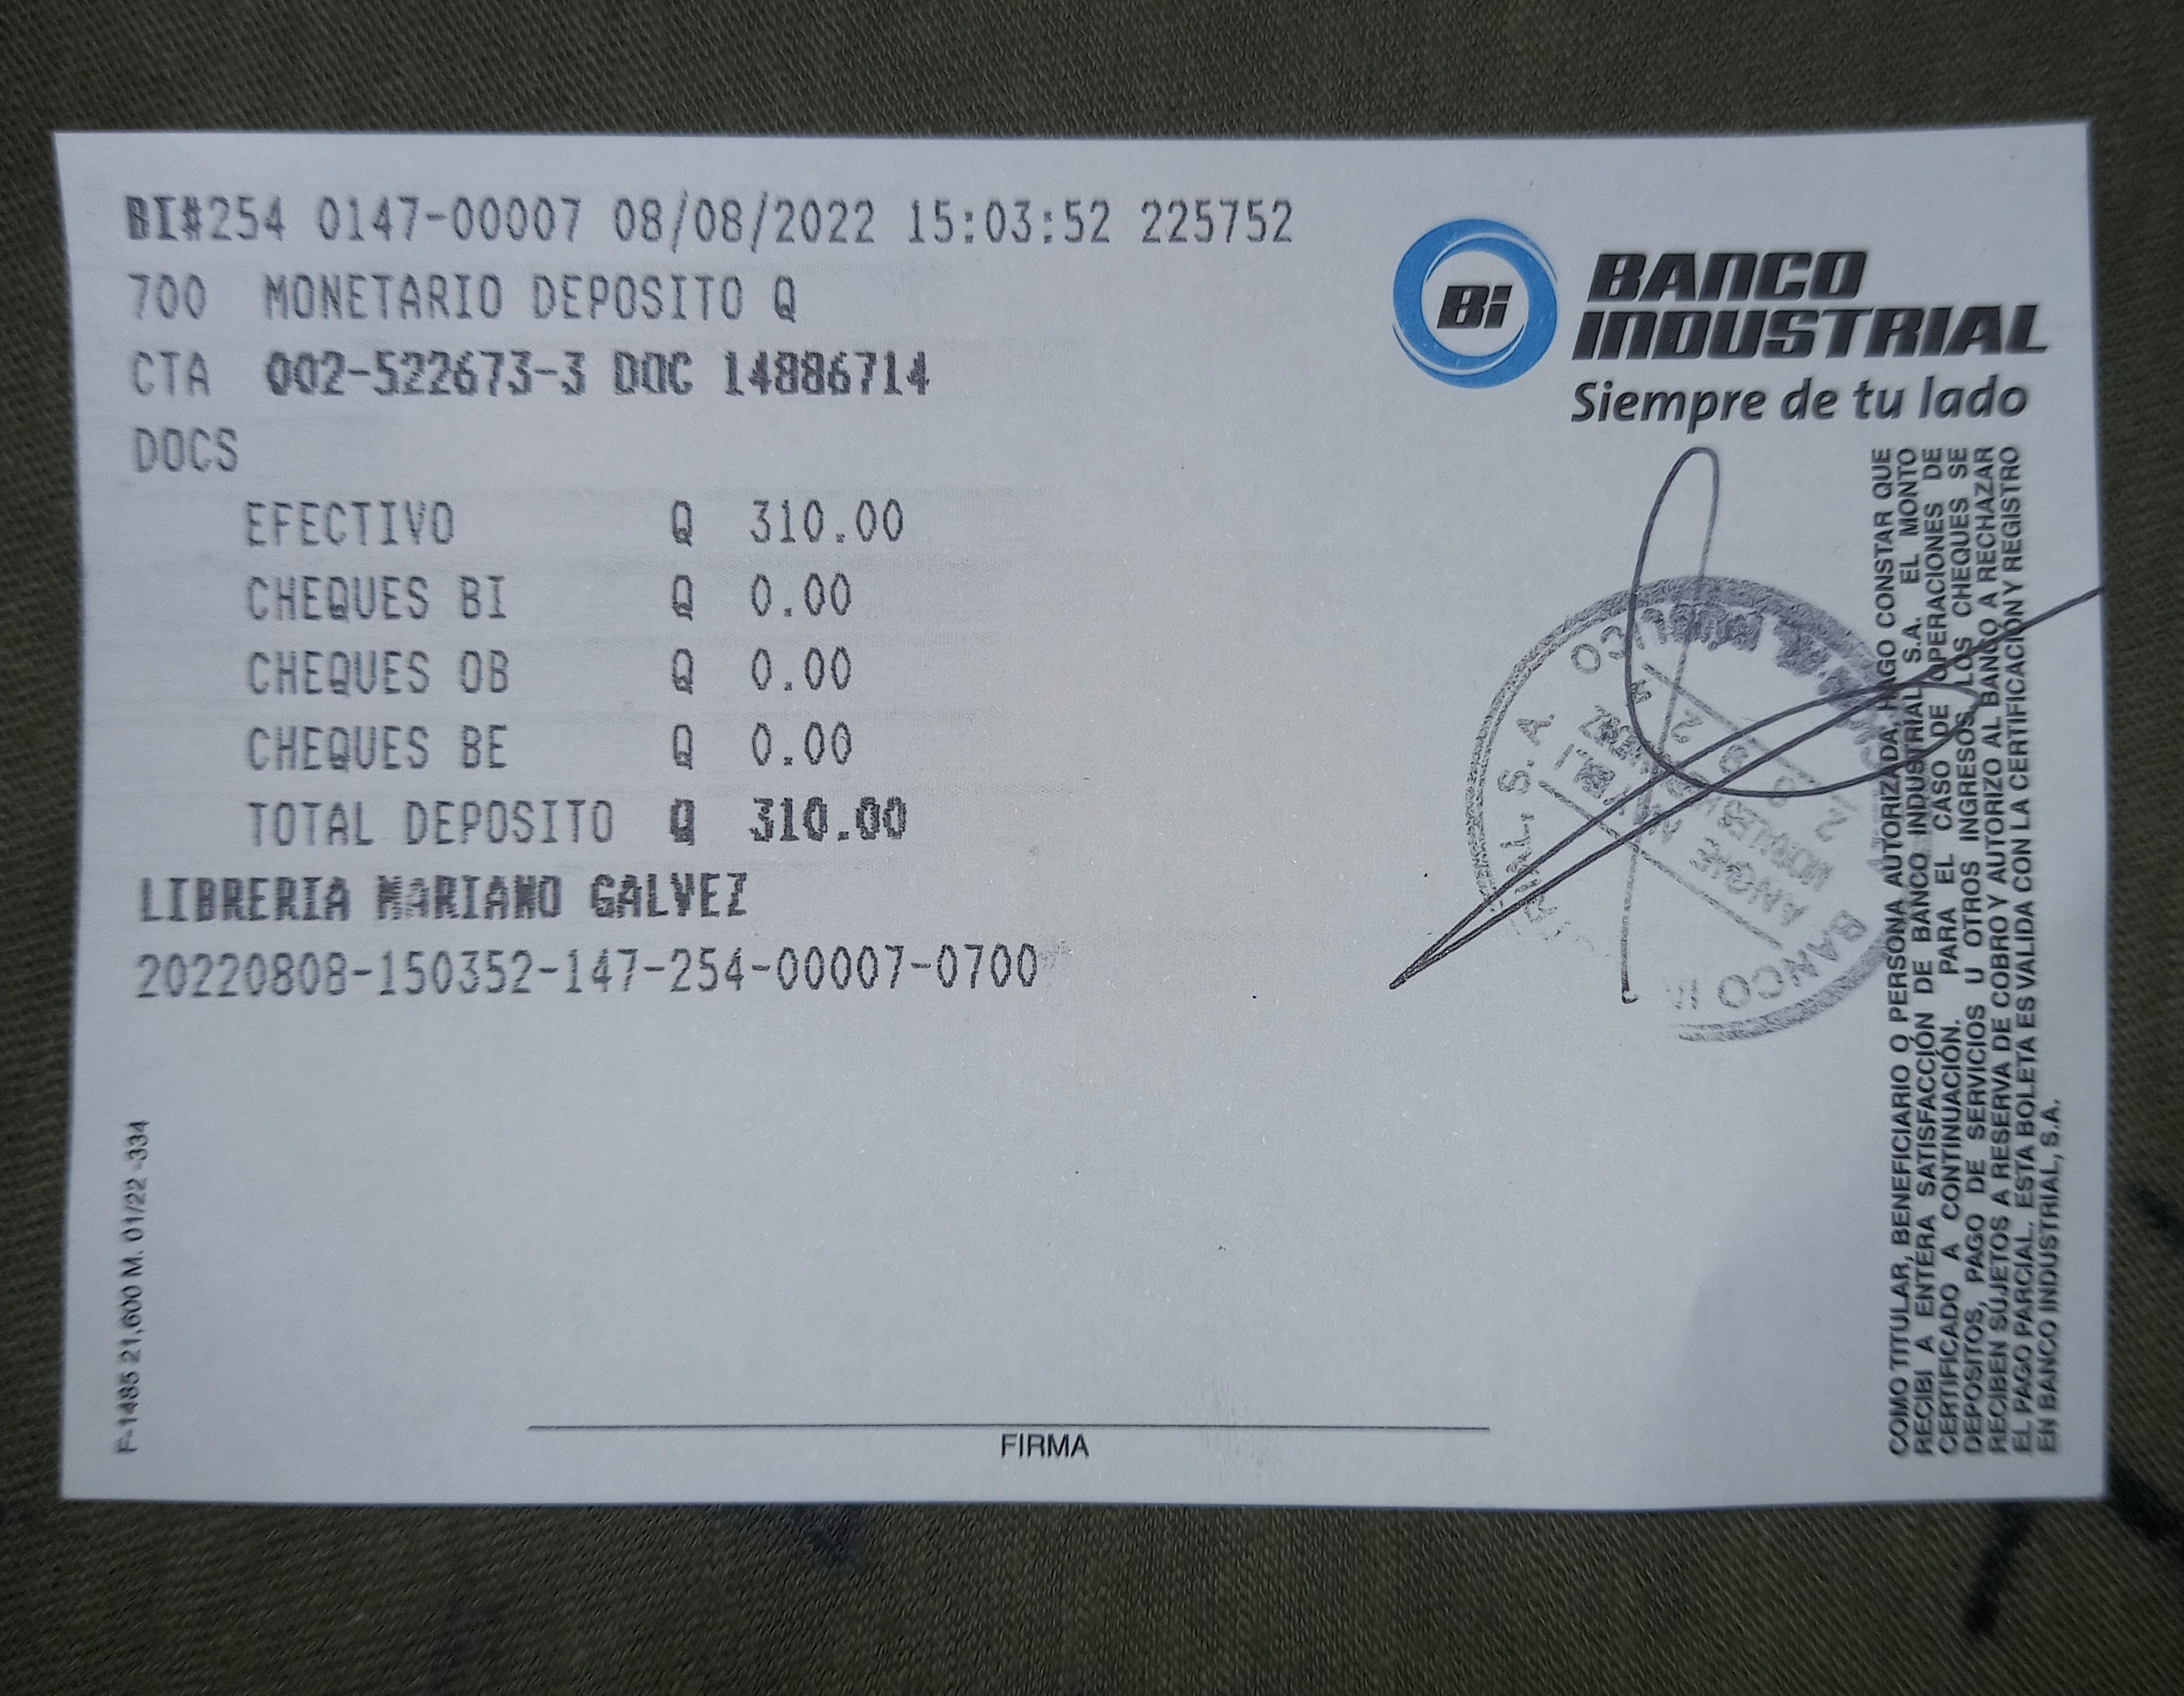 BI#254 0147-00007 08/08/2022 15:03:52 225752
700 MONETARIO DEPOSITO Q
CTA 002-522673-3 DOC 14886714
DOCS
EFECTIVO Q 310.00
CHEQUES BI Q 0.00
CHEQUES OB Q 0.00
CHEQUES BE Q 0.00
TOTAL DEPOSITO Q 310.00
LIBRERIA MARIANO GALVEZ
20220808-150352-147-254-00007-0700
Bi
BANCO
INDUSTRIAL
Siempre de tu lado
BANCO
S. A.
COMO TITULAR, BENEFICIARIO O PERSONA AUTORIZADA, HAGO CONSTAR QUE
RECIBI A ENTERA SATISFACCIÓN DE BANCO INDUSTRIAL S.A. EL MONTO
CERTIFICADO A CONTINUACIÓN. PARA EL CASO DE OPERACIONES DE
DEPOSITOS, PAGO DE SERVICIOS U OTROS INGRESOS, LOS CHEQUES SE
RECIBEN SUJETOS A RESERVA DE COBRO Y AUTORIZO AL BANCO A RECHAZAR
EL PAGO PARCIAL. ESTA BOLETA ES VALIDA CON LA CERTIFICACION Y REGISTRO
EN BANCO INDUSTRIAL, S.A.
F-1485 21,600 M. 01/22 -334
FIRMA